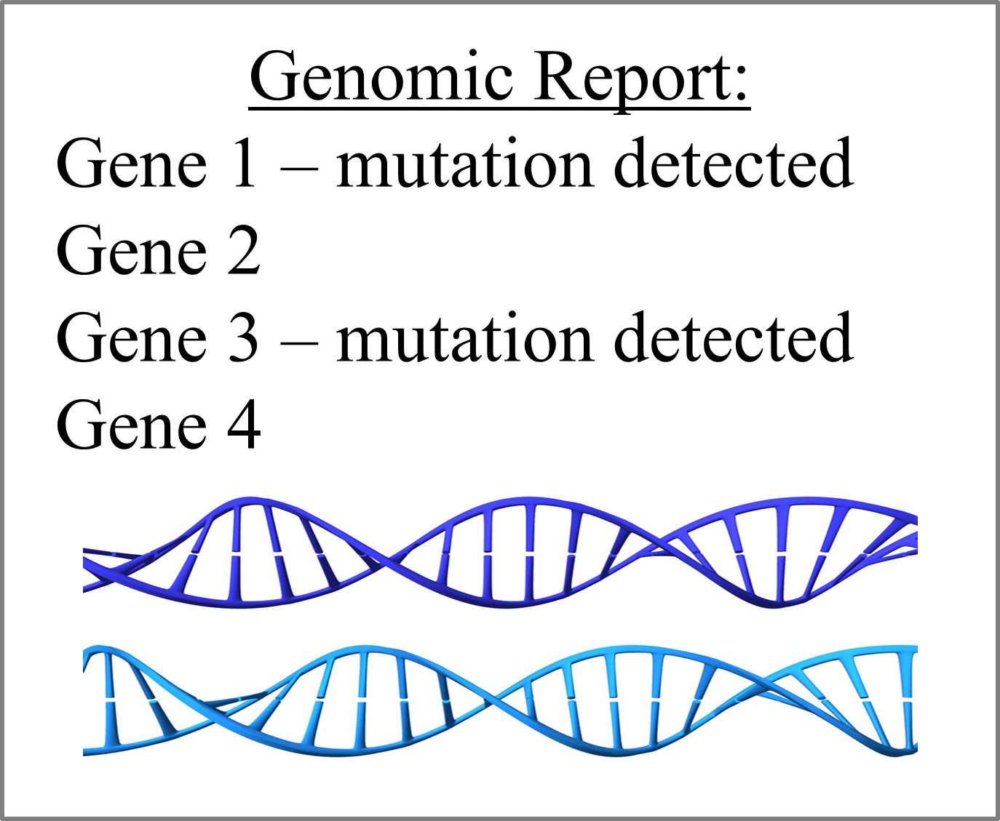 Genomic Report:
Gene 1 – mutation detected
Gene 2
Gene 3 – mutation detected
Gene 4